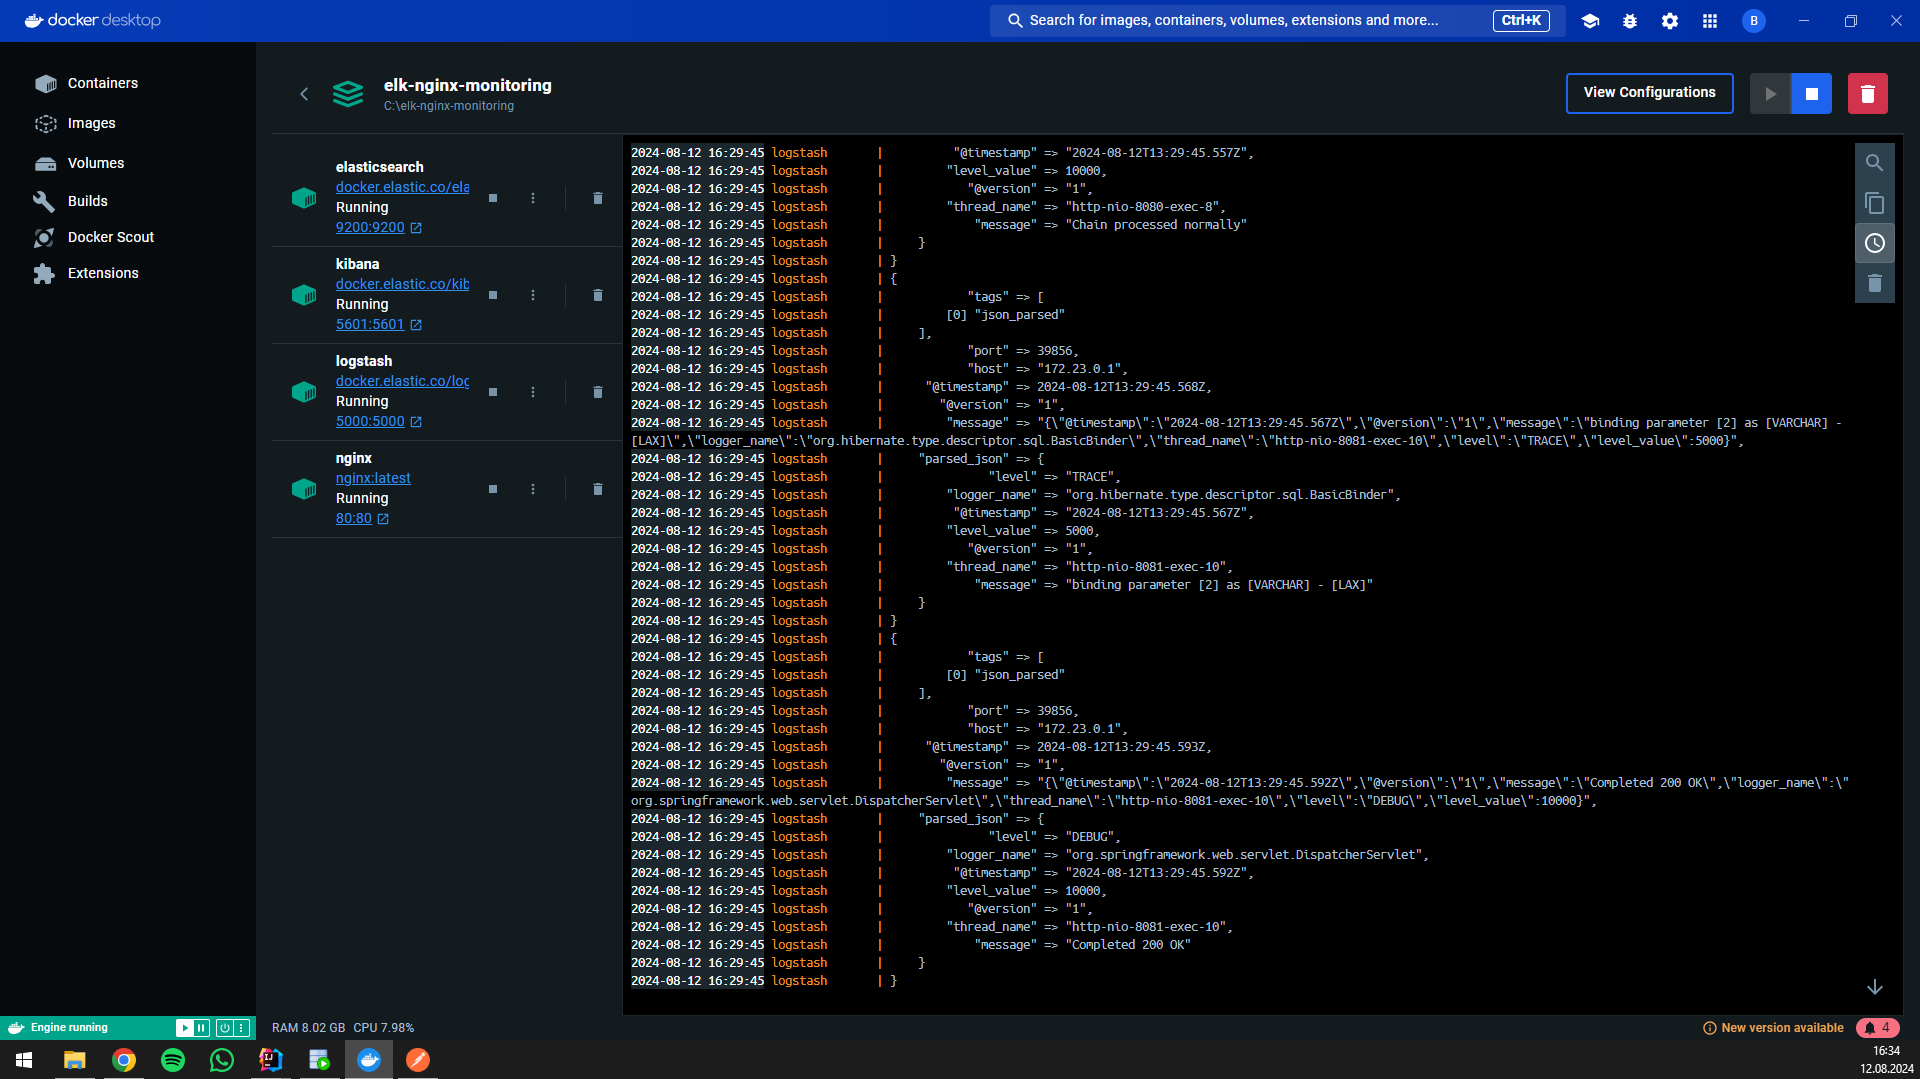 docker desktop
Search for images, containers, volumes, extensions and more...
Ctrl+K
B
Containers
Images
Volumes
Builds
Docker Scout
Extensions
elk-nginx-monitoring
C:\elk-nginx-monitoring
View Configurations
elasticsearch
docker.elastic.co/ela
Running
9200:9200
kibana
docker.elastic.co/kib
Running
5601:5601
logstash
docker.elastic.co/log
Running
5000:5000
nginx
nginx:latest
Running
80:80
2024-08-12 16:29:45 logstash | "@timestamp" => "2024-08-12T13:29:45.557Z",
2024-08-12 16:29:45 logstash | "level_value" => 10000,
2024-08-12 16:29:45 logstash | "@version" => "1",
2024-08-12 16:29:45 logstash | "thread_name" => "http-nio-8080-exec-8",
2024-08-12 16:29:45 logstash | "message" => "Chain processed normally"
2024-08-12 16:29:45 logstash | }
2024-08-12 16:29:45 logstash | }
2024-08-12 16:29:45 logstash | {
2024-08-12 16:29:45 logstash | "tags" => [
2024-08-12 16:29:45 logstash | [0] "json_parsed"
2024-08-12 16:29:45 logstash | ],
2024-08-12 16:29:45 logstash | "port" => 39856,
2024-08-12 16:29:45 logstash | "host" => "172.23.0.1",
2024-08-12 16:29:45 logstash | "@timestamp" => 2024-08-12T13:29:45.568Z,
2024-08-12 16:29:45 logstash | "@version" => "1",
2024-08-12 16:29:45 logstash | "message" => "{\"@timestamp\":\"2024-08-12T13:29:45.567Z\",\"@version\":\"1\",\"message\":\"binding parameter [2] as [VARCHAR] -
[LAX]\",\"logger_name\":\"org.hibernate.type.descriptor.sql.BasicBinder\",\"thread_name\":\"http-nio-8081-exec-10\",\"level\":\"TRACE\",\"level_value\":5000}",
2024-08-12 16:29:45 logstash | "parsed_json" => {
2024-08-12 16:29:45 logstash | "level" => "TRACE",
2024-08-12 16:29:45 logstash | "logger_name" => "org.hibernate.type.descriptor.sql.BasicBinder",
2024-08-12 16:29:45 logstash | "@timestamp" => "2024-08-12T13:29:45.567Z",
2024-08-12 16:29:45 logstash | "level_value" => 5000,
2024-08-12 16:29:45 logstash | "@version" => "1",
2024-08-12 16:29:45 logstash | "thread_name" => "http-nio-8081-exec-10",
2024-08-12 16:29:45 logstash | "message" => "binding parameter [2] as [VARCHAR] - [LAX]"
2024-08-12 16:29:45 logstash | }
2024-08-12 16:29:45 logstash | }
2024-08-12 16:29:45 logstash | {
2024-08-12 16:29:45 logstash | "tags" => [
2024-08-12 16:29:45 logstash | [0] "json_parsed"
2024-08-12 16:29:45 logstash | ],
2024-08-12 16:29:45 logstash | "port" => 39856,
2024-08-12 16:29:45 logstash | "host" => "172.23.0.1",
2024-08-12 16:29:45 logstash | "@timestamp" => 2024-08-12T13:29:45.593Z,
2024-08-12 16:29:45 logstash | "@version" => "1",
2024-08-12 16:29:45 logstash | "message" => "{\"@timestamp\":\"2024-08-12T13:29:45.592Z\",\"@version\":\"1\",\"message\":\"Completed 200 OK\",\"logger_name\":\"
org.springframework.web.servlet.DispatcherServlet\",\"thread_name\":\"http-nio-8081-exec-10\",\"level\":\"DEBUG\",\"level_value\":10000}",
2024-08-12 16:29:45 logstash | "parsed_json" => {
2024-08-12 16:29:45 logstash | "level" => "DEBUG",
2024-08-12 16:29:45 logstash | "logger_name" => "org.springframework.web.servlet.DispatcherServlet",
2024-08-12 16:29:45 logstash | "@timestamp" => "2024-08-12T13:29:45.592Z",
2024-08-12 16:29:45 logstash | "level_value" => 10000,
2024-08-12 16:29:45 logstash | "@version" => "1",
2024-08-12 16:29:45 logstash | "thread_name" => "http-nio-8081-exec-10",
2024-08-12 16:29:45 logstash | "message" => "Completed 200 OK"
2024-08-12 16:29:45 logstash | }
2024-08-12 16:29:45 logstash | }
Engine running
RAM 8.02 GB CPU 7.98%
New version available
4
16:34
12.08.2024